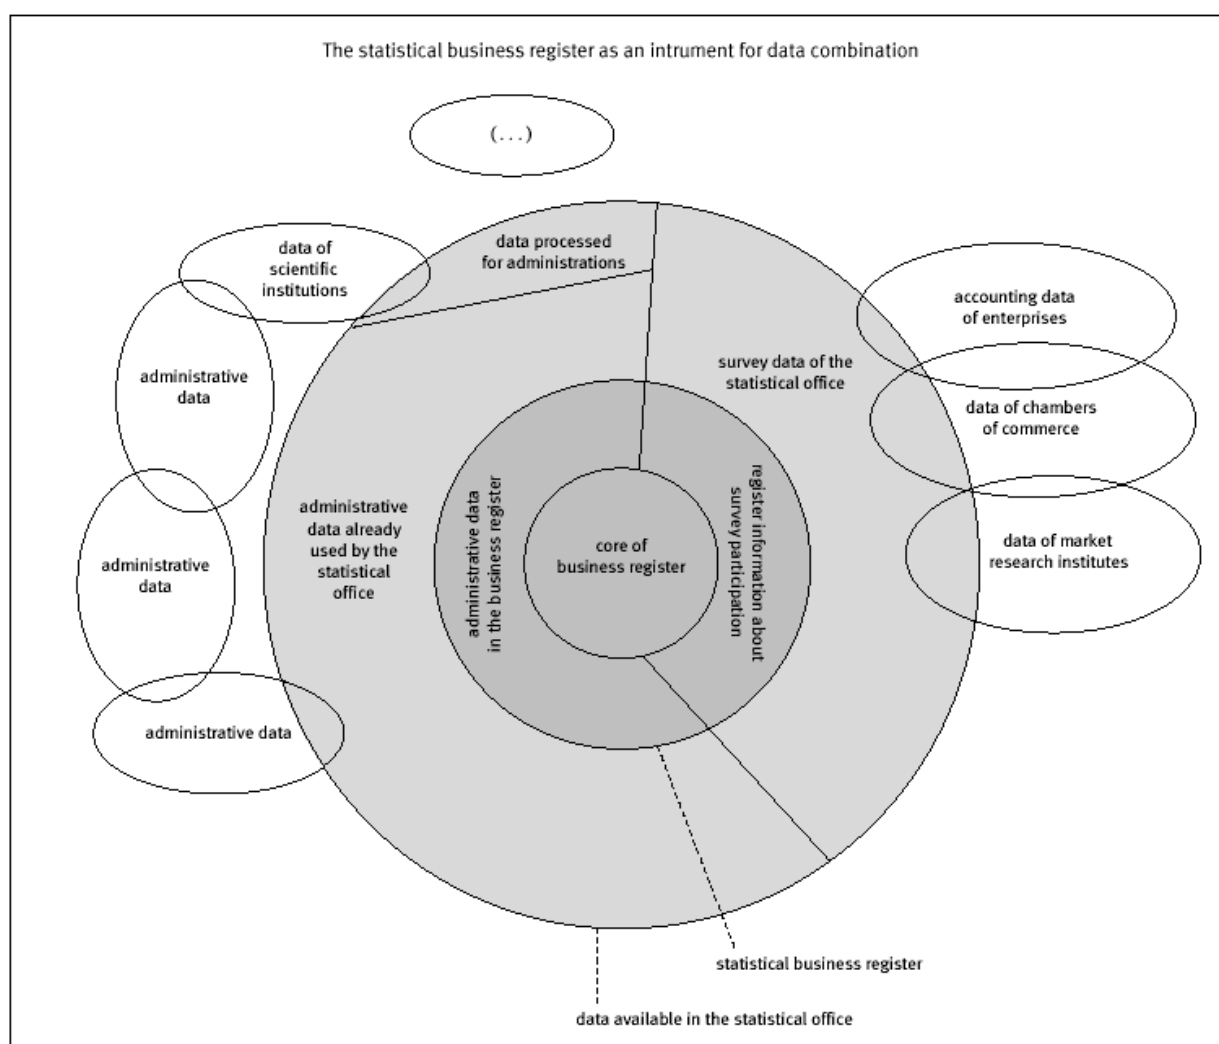 The statistical business register as an intrument for data combination
(...)
data of
scientific
institutions
data processed
for administrations
accounting data
of enterprises
administrative
data
survey data of the
statistical office
data of chambers
of commerce
administrative
data already
used by the
statistical
office
administrative data
in the business register
core of
business register
register information about
survey participation
data of market
research institutes
administrative
data
administrative data
statistical business register
data available in the statistical office